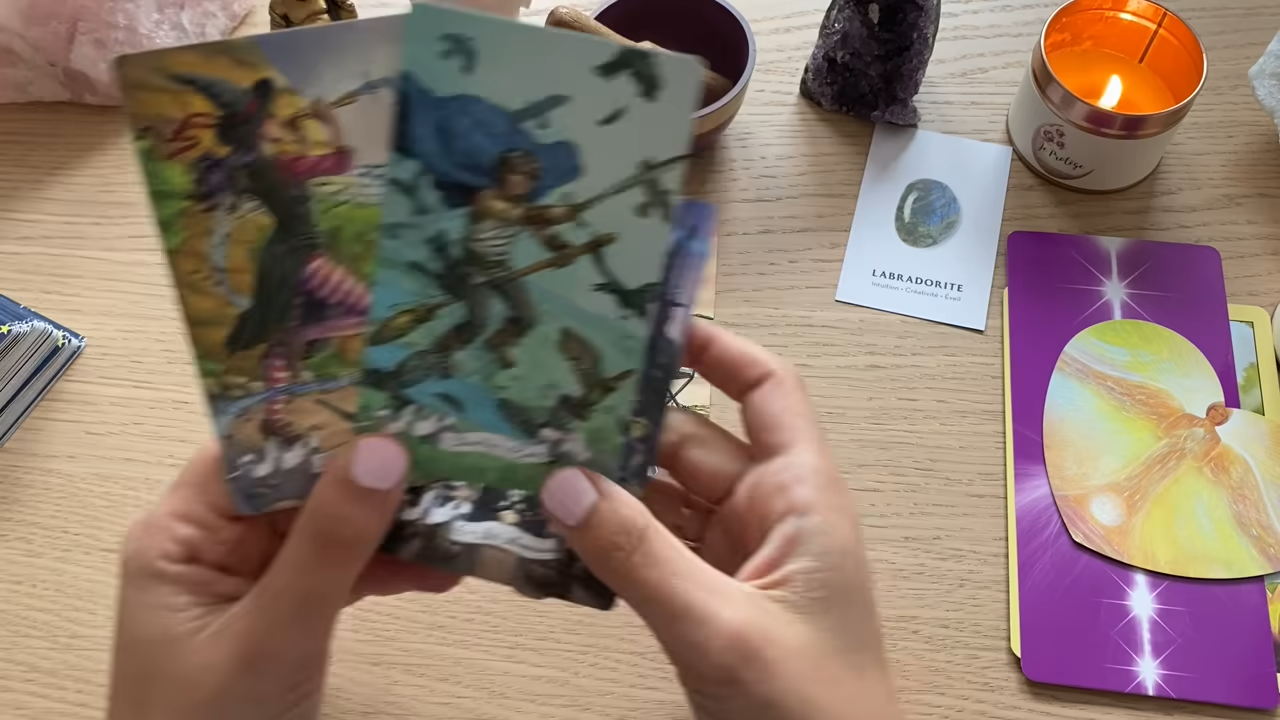 Je Protège
LABRADORITE
Intuition • Créativité • Éveil